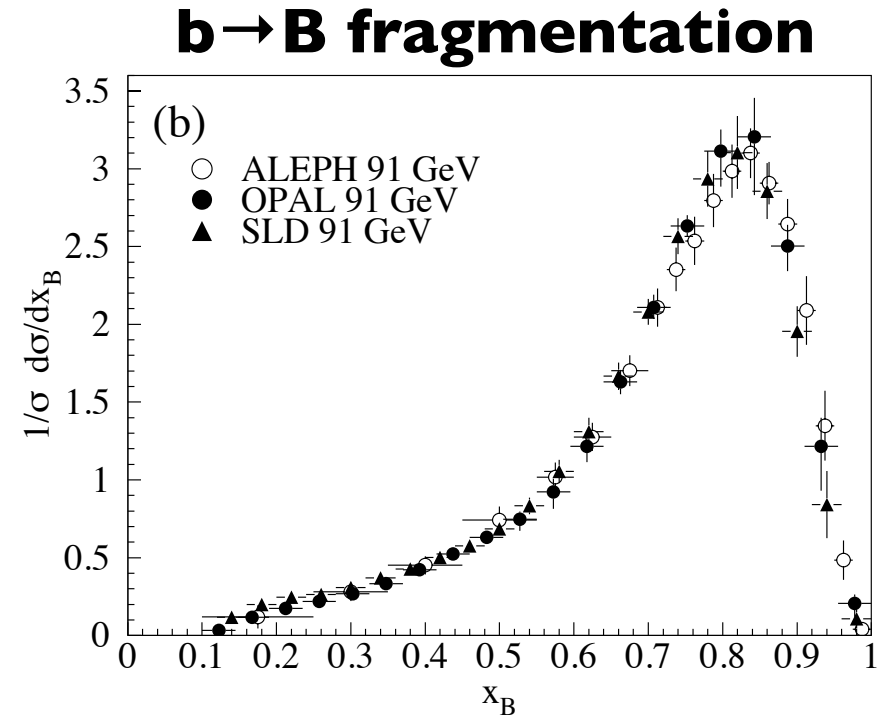 b→B fragmentation
(b)
ALEPH 91 GeV
OPAL 91 GeV
SLD 91 GeV
1/σ dσ/dx_B
3.5
3
2.5
2
1.5
1
0.5
0
0 0.1 0.2 0.3 0.4 0.5 0.6 0.7 0.8 0.9 1
x_B